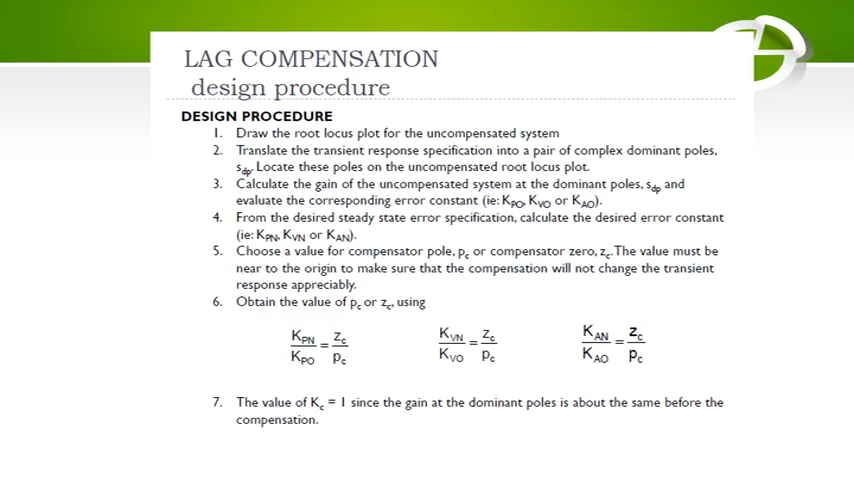 LAG COMPENSATION
design procedure
DESIGN PROCEDURE
1. Draw the root locus plot for the uncompensated system
2. Translate the transient response specification into a pair of complex dominant poles,
s_dp. Locate these poles on the uncompensated root locus plot.
3. Calculate the gain of the uncompensated system at the dominant poles, s_dp and
evaluate the corresponding error constant (ie: K_PO, K_VO or K_AO).
4. From the desired steady state error specification, calculate the desired error constant
(ie: K_PN, K_VN or K_AN).
5. Choose a value for compensator pole, p_c or compensator zero, z_c. The value must be
near to the origin to make sure that the compensation will not change the transient
response appreciably.
6. Obtain the value of p_c or z_c, using
K_PN / K_PO = z_c / p_c   K_VN / K_VO = z_c / p_c   K_AN / K_AO = z_c / p_c
7. The value of K_c = 1 since the gain at the dominant poles is about the same before the
compensation.